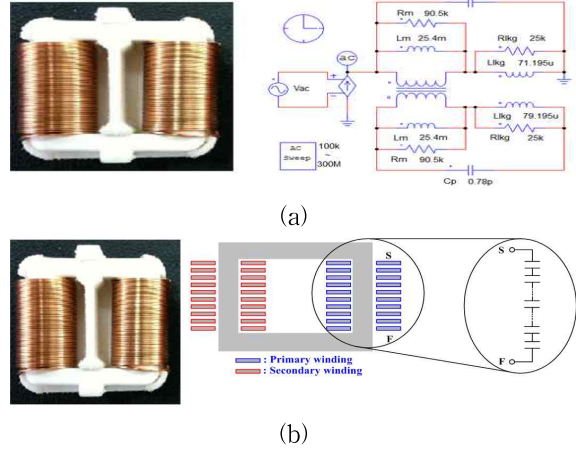 Rm 90.5k
Lm 25.4m
Rlkg 25k
Llkg 71.195u
ac
Vac
Llkg 79.195u
Rlkg 25k
Lm 25.4m
Rm 90.5k
Cp 0.78p
AC Sweep
100k
~
300M
(a)
S
F
S
F
: Primary winding
: Secondary winding
(b)